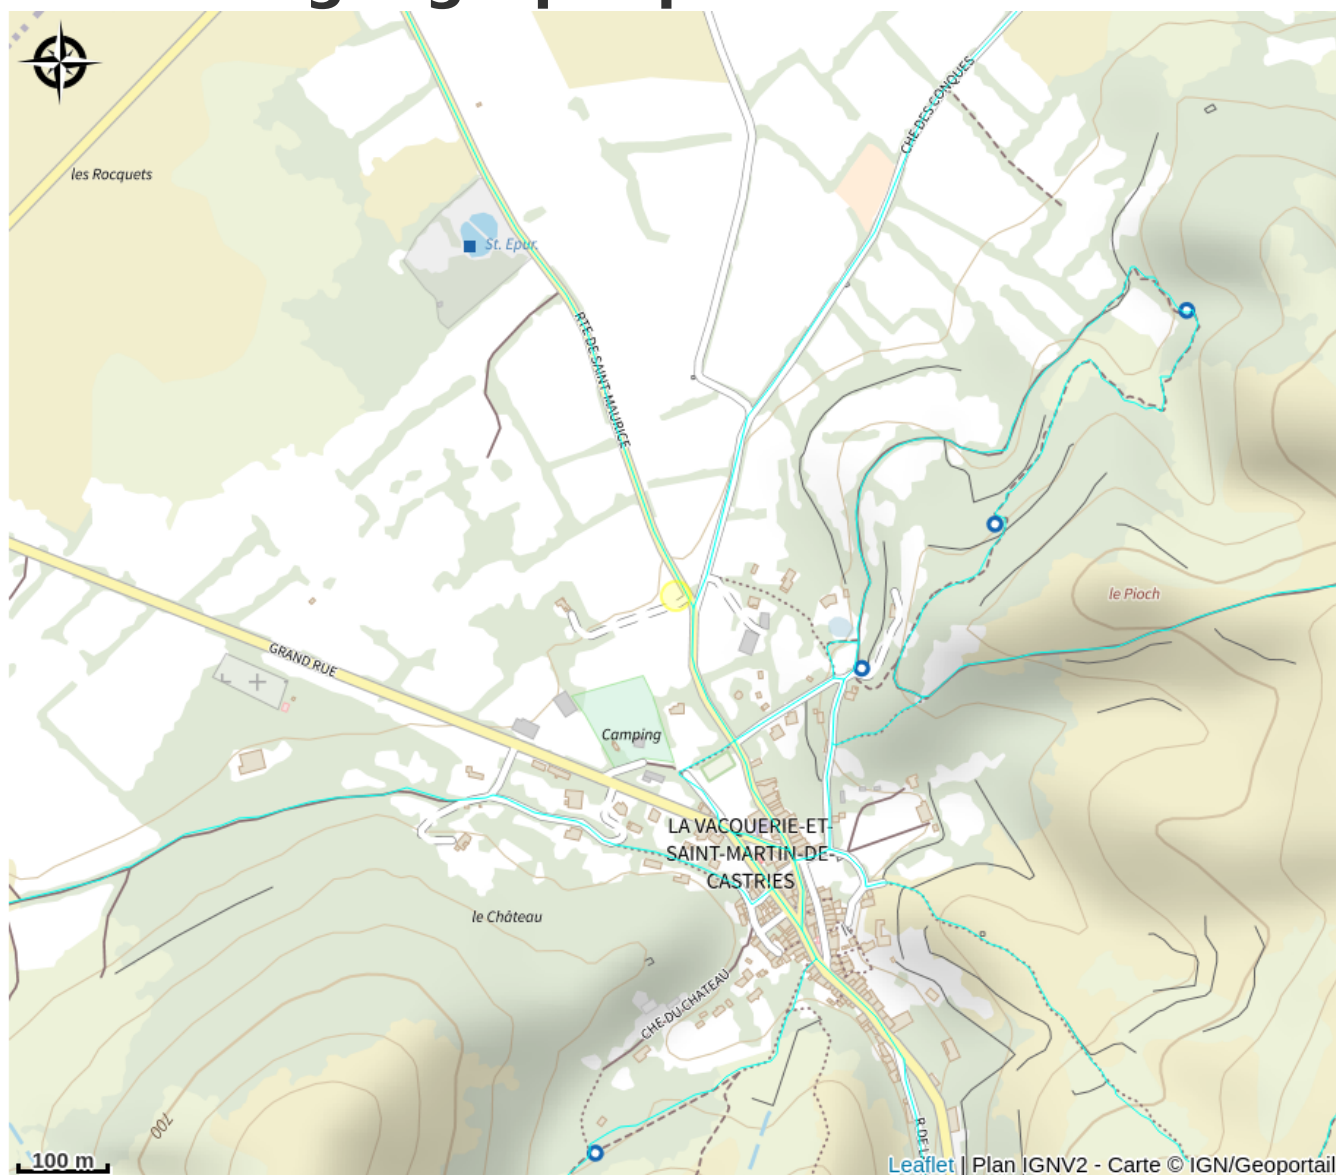 les Rocquets
St. Epur.
CHE DES CONQUES
RTE DE SAINT-MAURICE
le Pioch
GRAND RUE
Camping
LA VACQUERIE-ET-
SAINT-MARTIN-DE-
CASTRIES
le Château
CHE-DU-CHATEAU
700
R DE L
100 m
Leaflet | Plan IGNV2 - Carte © IGN/Geoportail